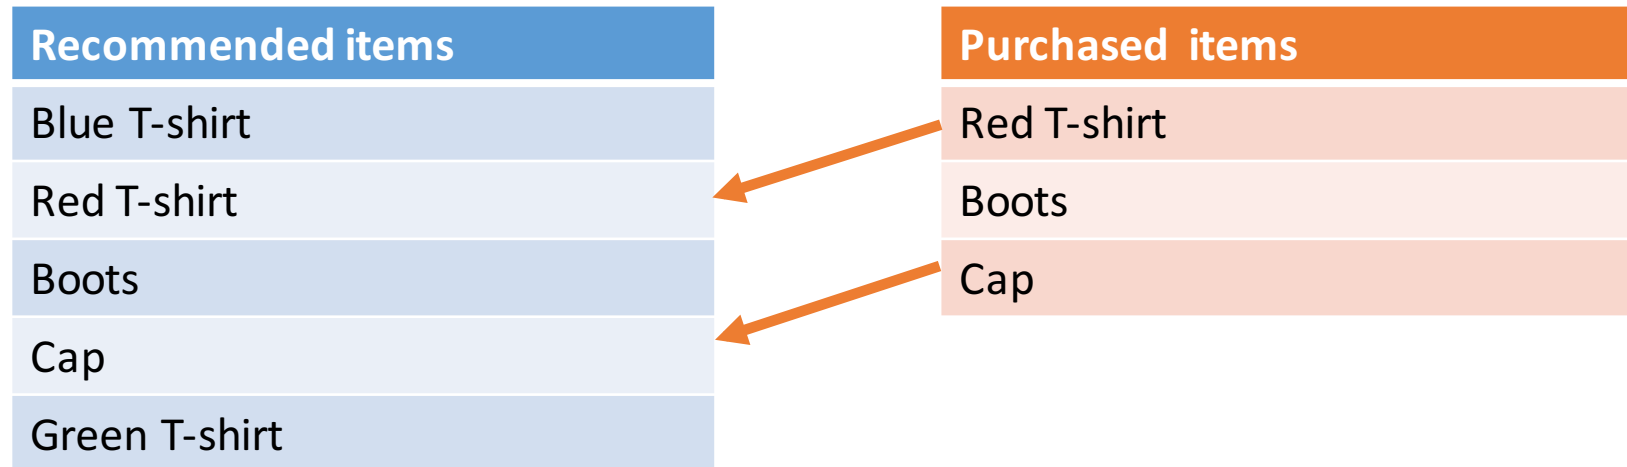 Recommended items
Blue T-shirt
Red T-shirt
Boots
Cap
Green T-shirt
Purchased items
Red T-shirt
Boots
Cap